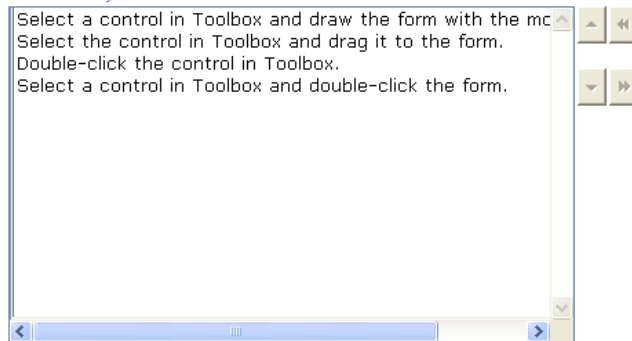 Select a control in Toolbox and draw the form with the
Select the control in Toolbox and drag it to the form.
Double-click the control in Toolbox.
Select a control in Toolbox and double-click the form.